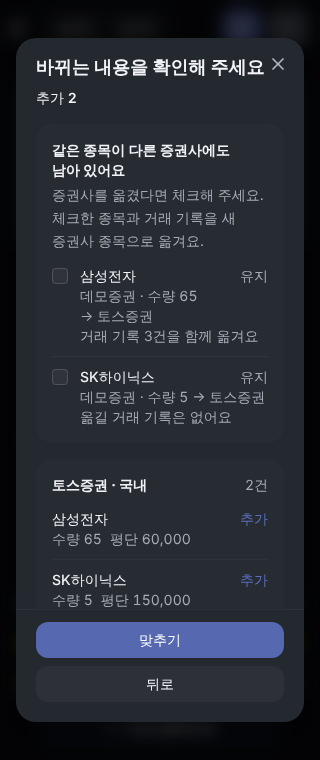 바뀌는 내용을 확인해 주세요
추가 2
같은 종목이 다른 증권사에도
남아 있어요
증권사를 옮겼다면 체크해 주세요.
체크한 종목과 거래 기록을 새
증권사 종목으로 옮겨요.
삼성전자 유지
데모증권 · 수량 65
→ 토스증권
거래 기록 3건을 함께 옮겨요
SK하이닉스 유지
데모증권 · 수량 5 → 토스증권
옮길 거래 기록은 없어요
토스증권 · 국내 2건
삼성전자 추가
수량 65 평단 60,000
SK하이닉스 추가
수량 5 평단 150,000
맞추기
뒤로